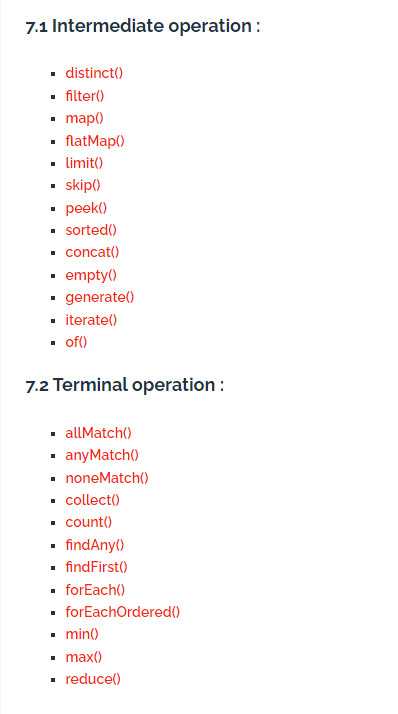 7.1 Intermediate operation :
distinct()
filter()
map()
flatMap()
limit()
skip()
peek()
sorted()
concat()
empty()
generate()
iterate()
of()
7.2 Terminal operation :
allMatch()
anyMatch()
noneMatch()
collect()
count()
findAny()
findFirst()
forEach()
forEachOrdered()
min()
max()
reduce()